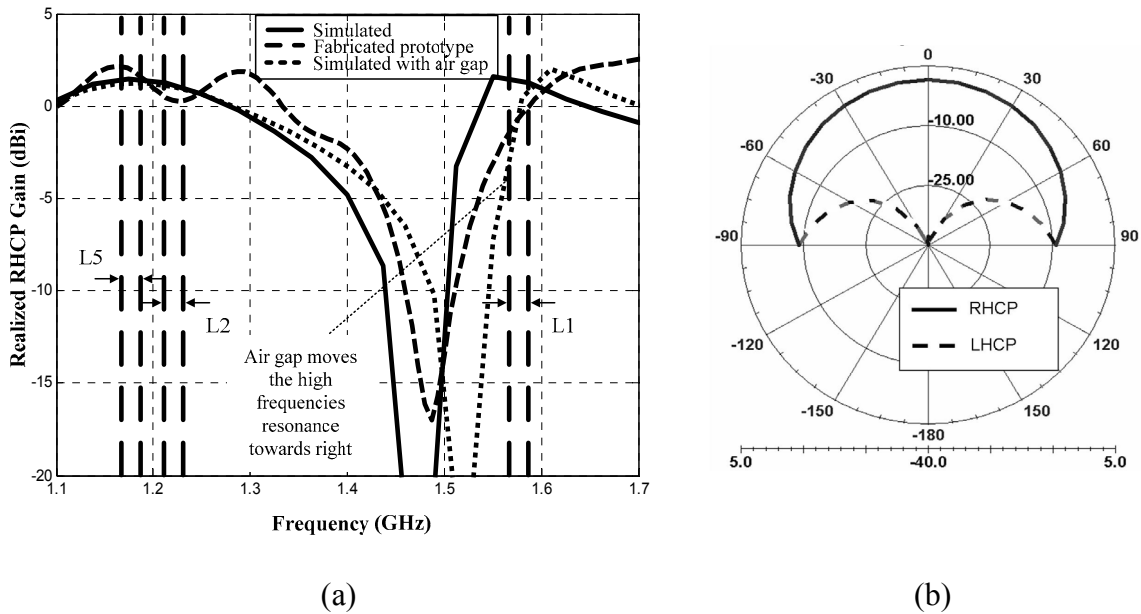 5
0
-5
-10
-15
-20
1.1
1.2
1.3
1.4
1.5
1.6
1.7
Realized RHCP Gain (dBi)
Frequency (GHz)
Simulated
Fabricated prototype
Simulated with air gap
L5
L2
L1
Air gap moves
the high
frequencies
resonance
towards right
(a)
0
-30
30
-60
60
-90
90
-120
120
-150
150
-180
-10.00
-25.00
RHCP
LHCP
5.0
-40.0
5.0
(b)